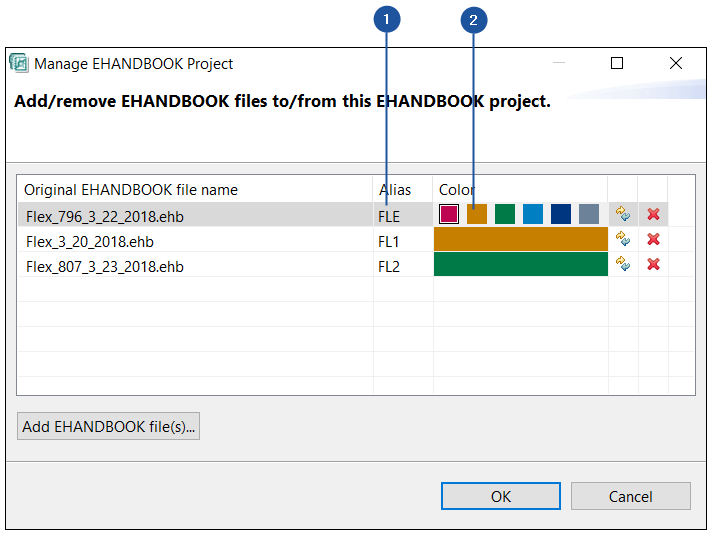 1 2
Manage EHANDBOOK Project
Add/remove EHANDBOOK files to/from this EHANDBOOK project.
Original EHANDBOOK file name Alias Color
Flex_796_3_22_2018.ehb FLE
Flex_3_20_2018.ehb FL1
Flex_807_3_23_2018.ehb FL2
Add EHANDBOOK file(s)...
OK Cancel